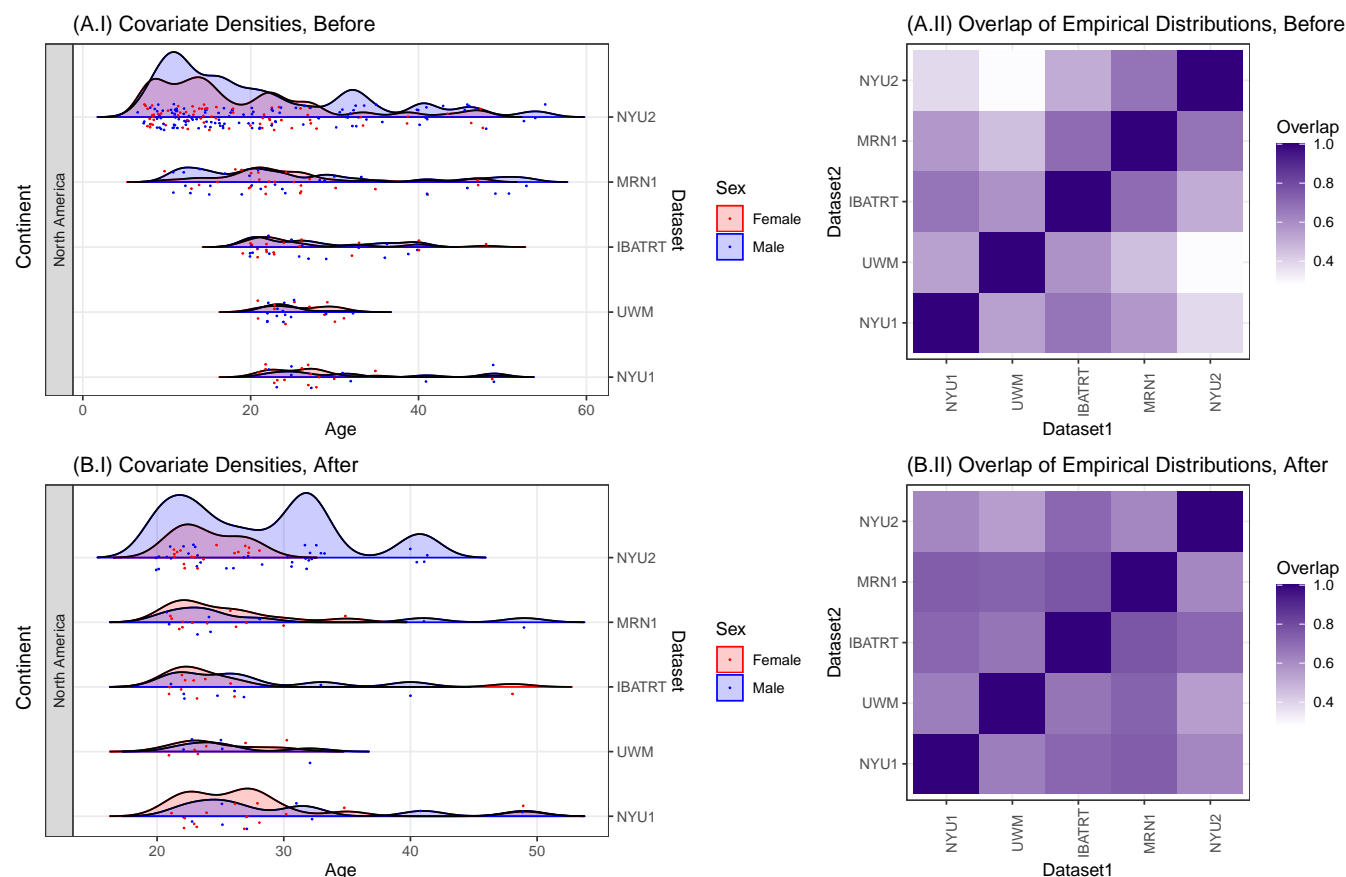 (A.I) Covariate Densities, Before
Continent
North America
NYU2
MRN1
IBATRT
UWM
NYU1
Dataset
0
20
40
60
Age
Sex
Female
Male
(A.II) Overlap of Empirical Distributions, Before
Dataset2
NYU2
MRN1
IBATRT
UWM
NYU1
NYU1
UWM
IBATRT
MRN1
NYU2
Dataset1
Overlap
1.0
0.8
0.6
0.4
(B.I) Covariate Densities, After
Continent
North America
NYU2
MRN1
IBATRT
UWM
NYU1
Dataset
20
30
40
50
Age
Sex
Female
Male
(B.II) Overlap of Empirical Distributions, After
Dataset2
NYU2
MRN1
IBATRT
UWM
NYU1
NYU1
UWM
IBATRT
MRN1
NYU2
Dataset1
Overlap
1.0
0.8
0.6
0.4